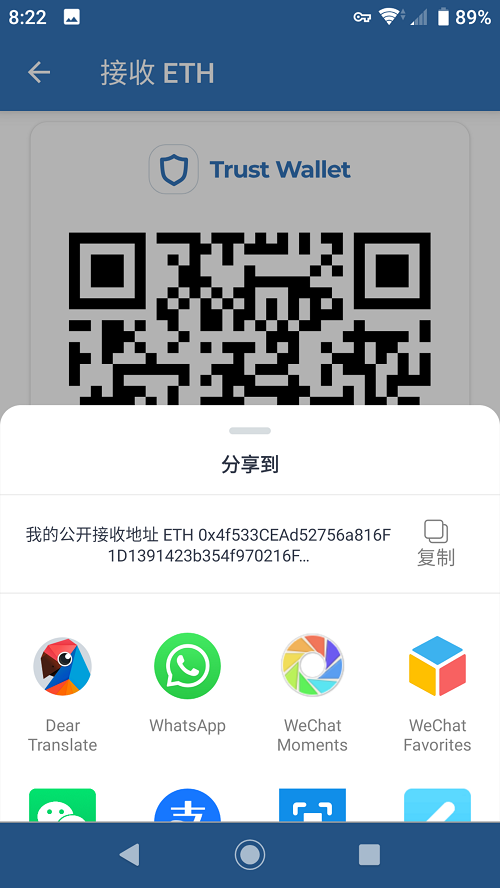 8:22
89%
接收 ETH
Trust Wallet
分享到
我的公开接收地址 ETH 0x4f533CEAd52756a816F
1D1391423b354f970216F...
复制
Dear
Translate
WhatsApp
WeChat
Moments
WeChat
Favorites
支